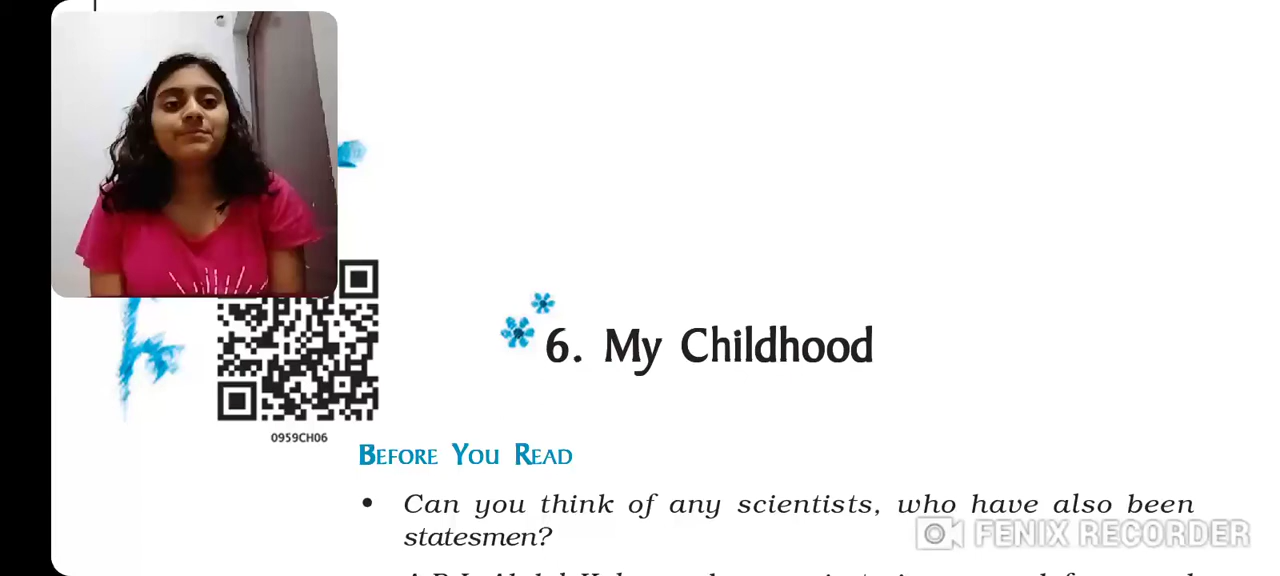 6. My Childhood
0959CH06
BEFORE YOU READ
• Can you think of any scientists, who have also been
statesmen?
FENIX RECORDER